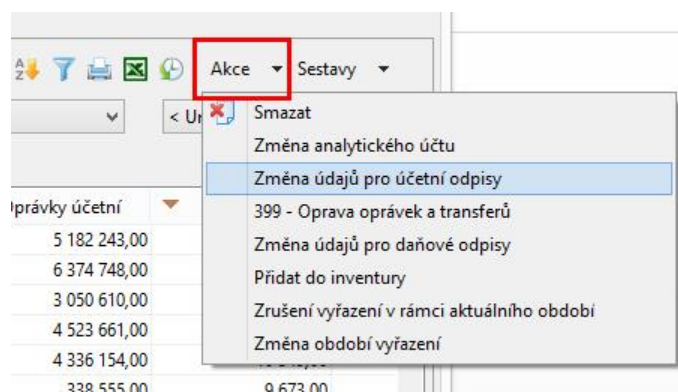 Akce Sestavy
< Ur
Smazat
Změna analytického účtu
Změna údajů pro účetní odpisy
právky účetní
399 - Oprava oprávek a transferů
5 182 243,00
Změna údajů pro daňové odpisy
6 374 748,00
Přidat do inventury
3 050 610,00
Zrušení vyřazení v rámci aktuálního období
4 523 661,00
Změna období vyřazení
4 336 154,00
338 555,00 9 673,00